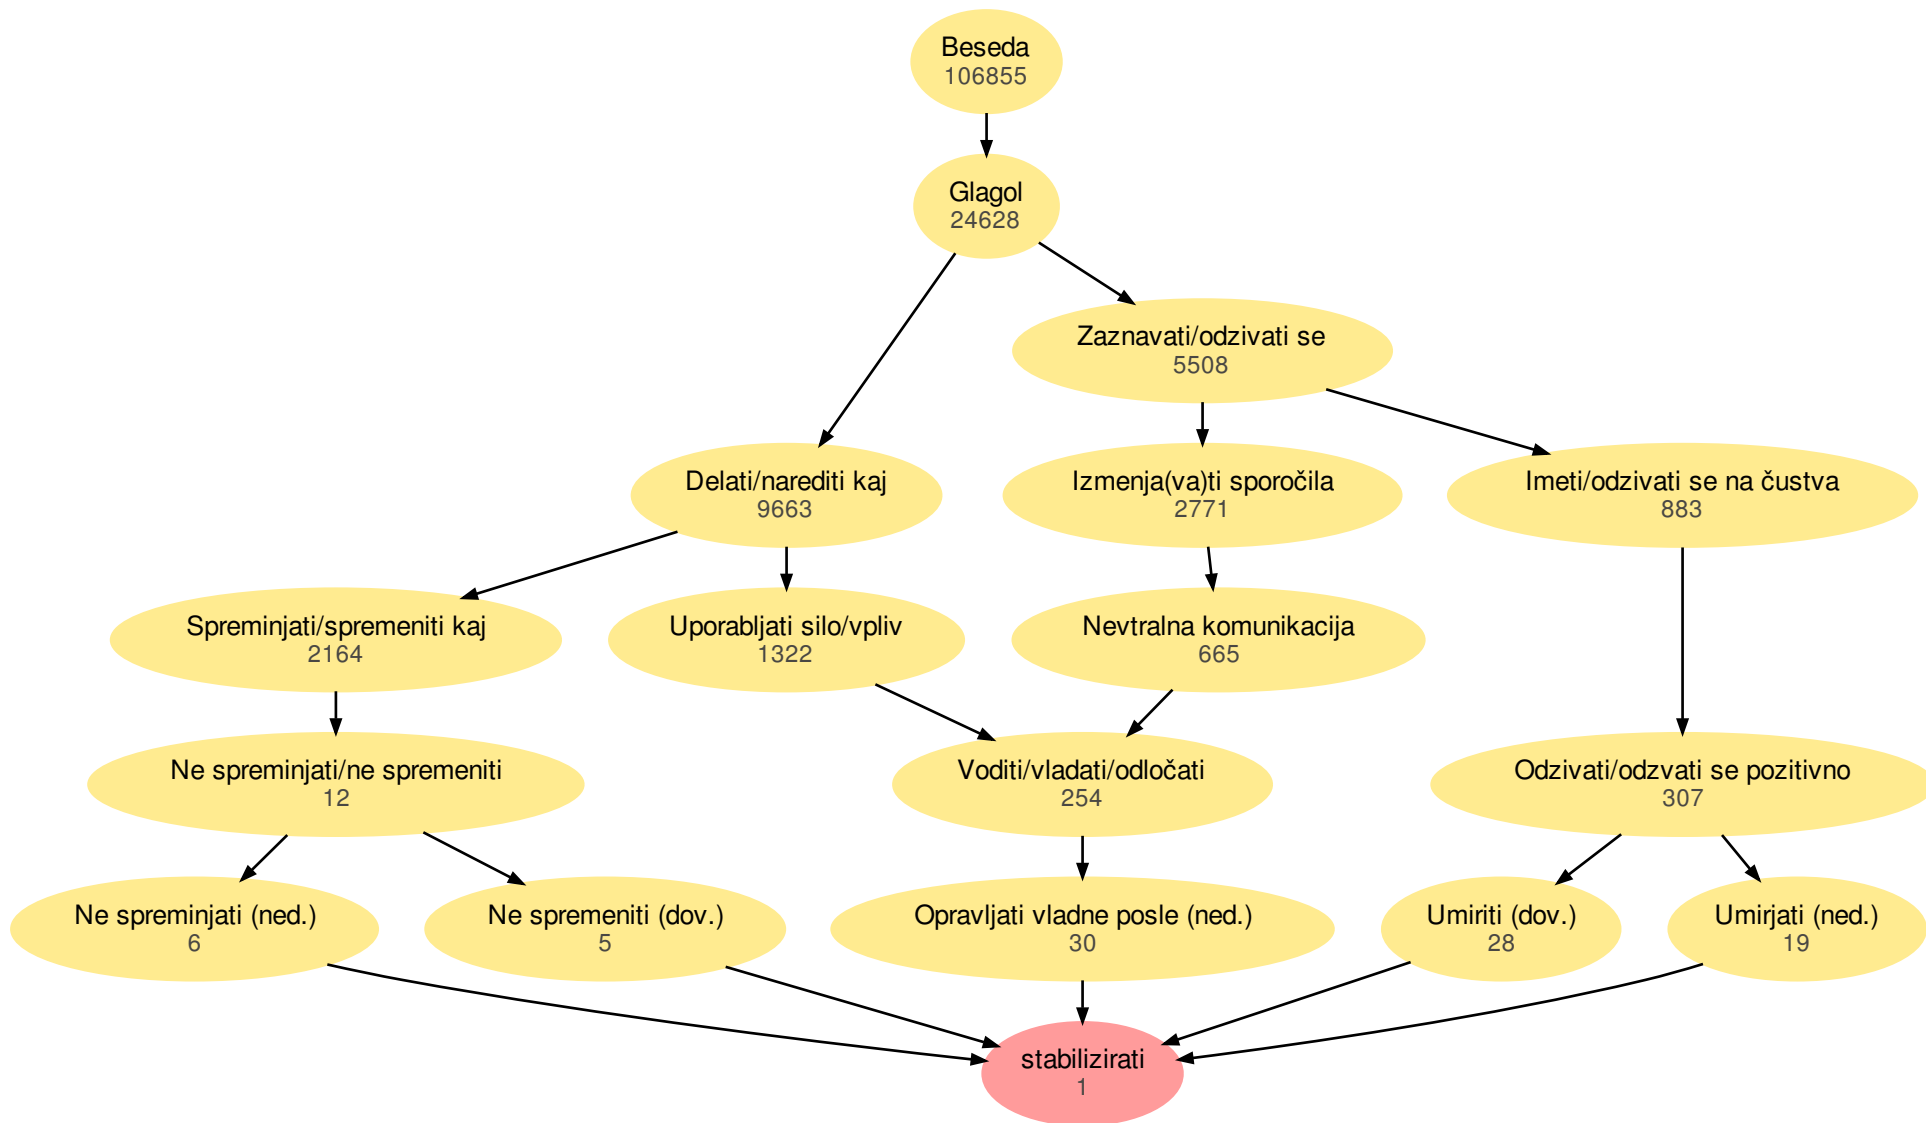 Beseda
106855
Glagol
24628
Zaznavati/odzivati se
5508
Delati/narediti kaj
9663
Izmenja(va)ti sporočila
2771
Imeti/odzivati se na čustva
883
Spreminjati/spremeniti kaj
2164
Uporabljati silo/vpliv
1322
Nevtralna komunikacija
665
Ne spreminjati/ne spremeniti
12
Voditi/vladati/odločati
254
Odzivati/odzvati se pozitivno
307
Ne spreminjati (ned.)
6
Ne spremeniti (dov.)
5
Opravljati vladne posle (ned.)
30
Umiriti (dov.)
28
Umirjati (ned.)
19
stabilizirati
1